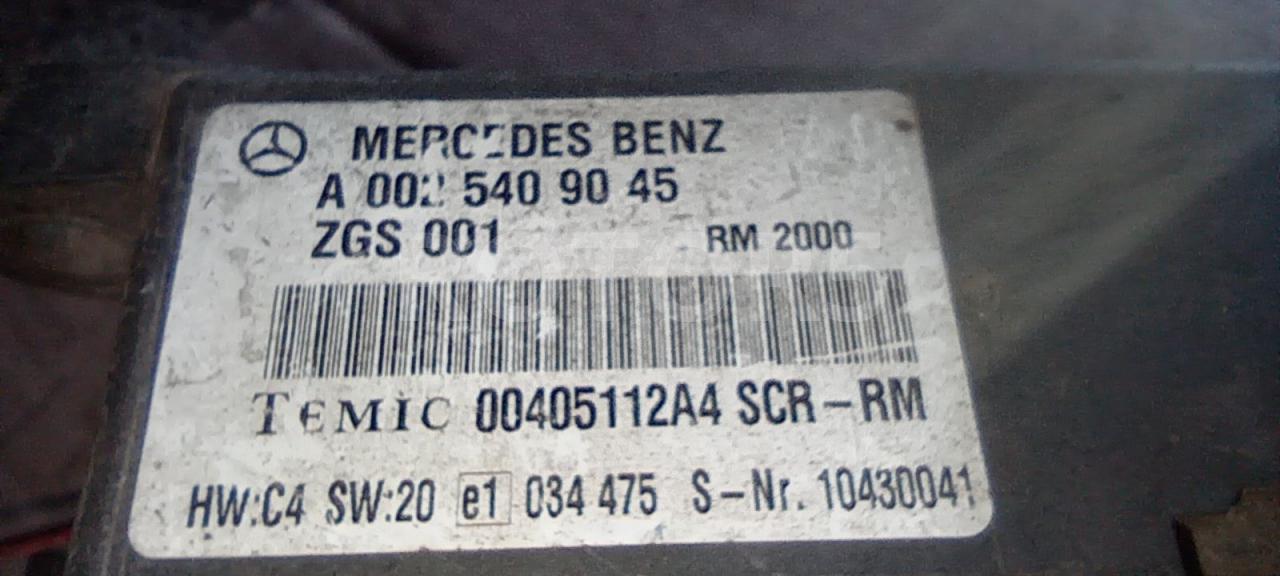 MERCEDES BENZ
A 002 540 90 45
ZGS 001 RM 2000
TEMIC 00405112A4 SCR-RM
HW:C4 SW:20 e1 034 475 S-Nr. 10430041